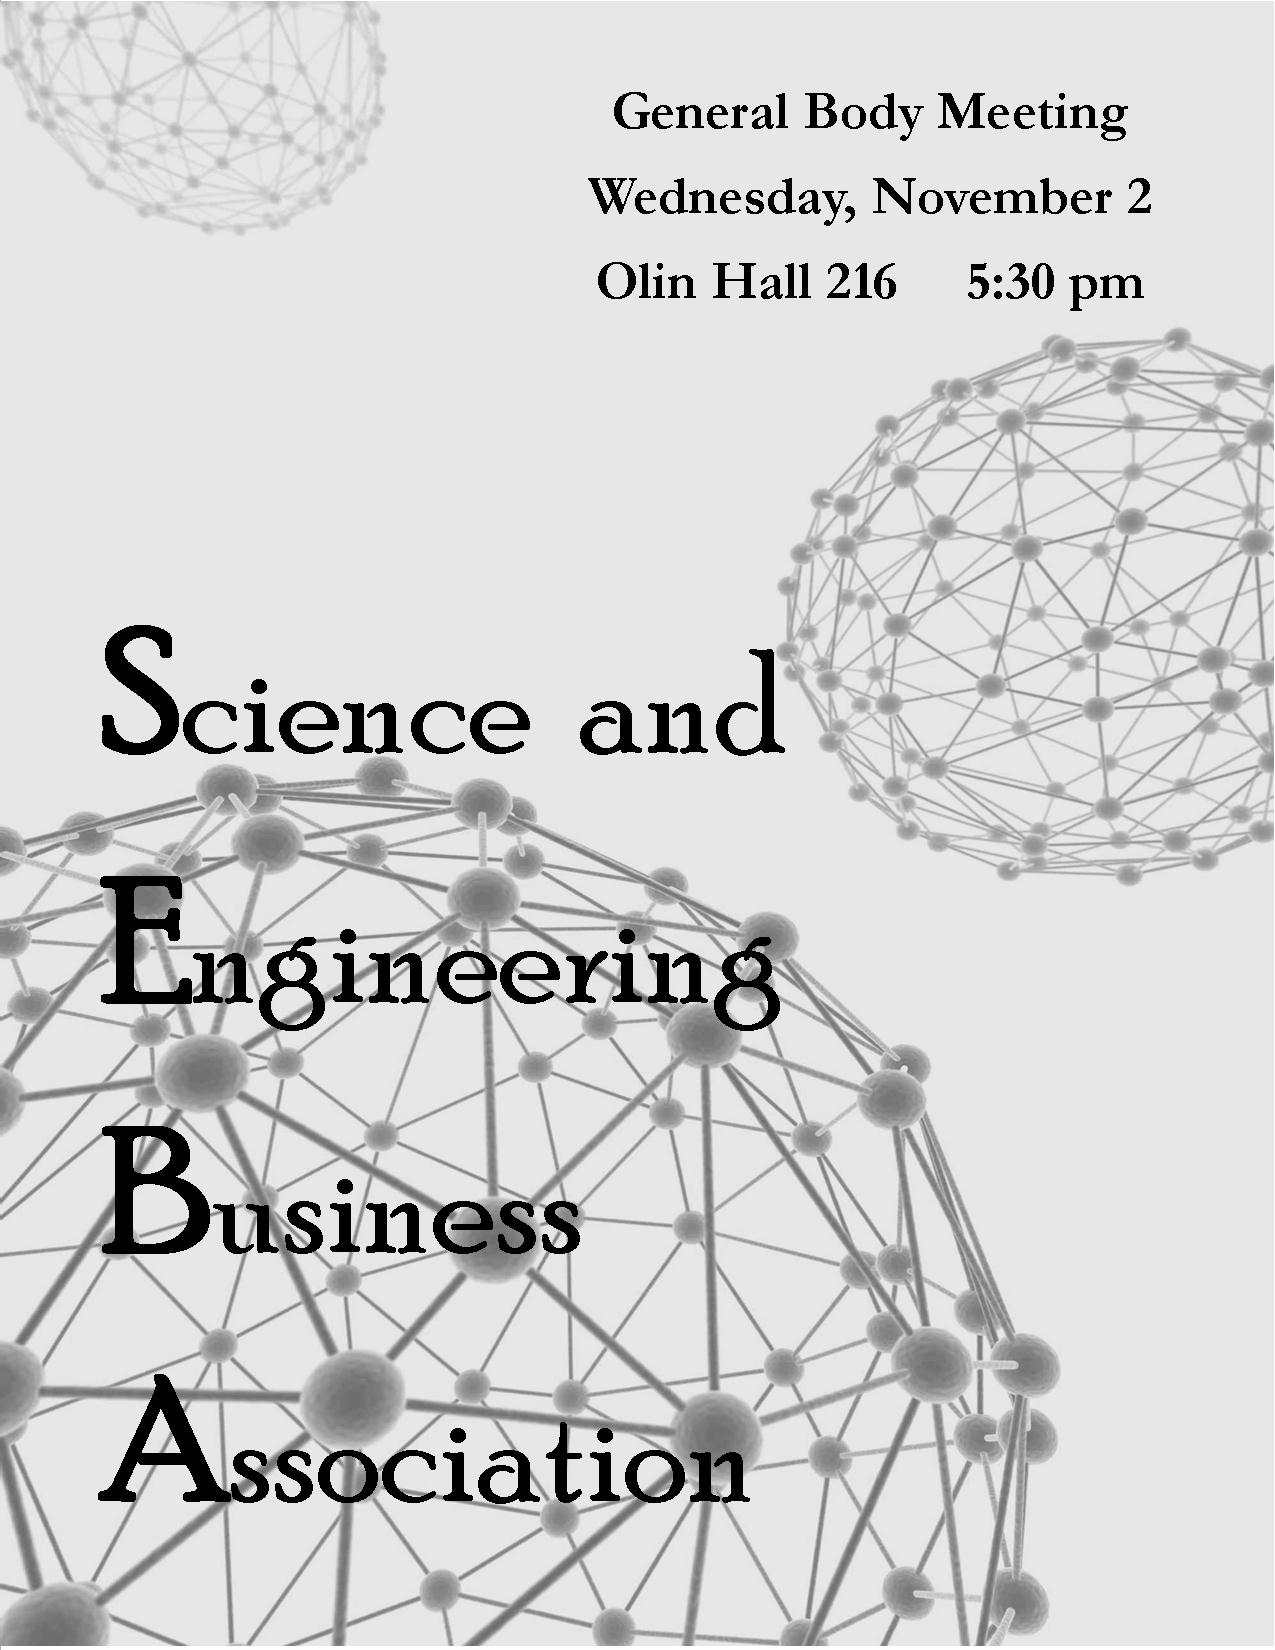 General Body Meeting
Wednesday, November 2
Olin Hall 216 5:30 pm
Science and
Engineering
Business
Association